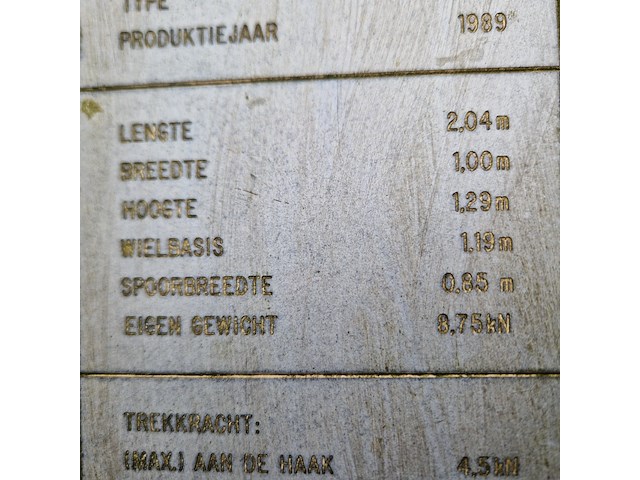 TYPE
PRODUKTIEJAAR 1989
LENGTE 2,04 m
BREEDTE 1,00 m
HOOGTE 1,29 m
WIELBASIS 1,19 m
SPOORBREEDTE 0,85 m
EIGEN GEWICHT 8,75 kN
TREKKRACHT:
(MAX.) AAN DE HAAK 4,5 kN